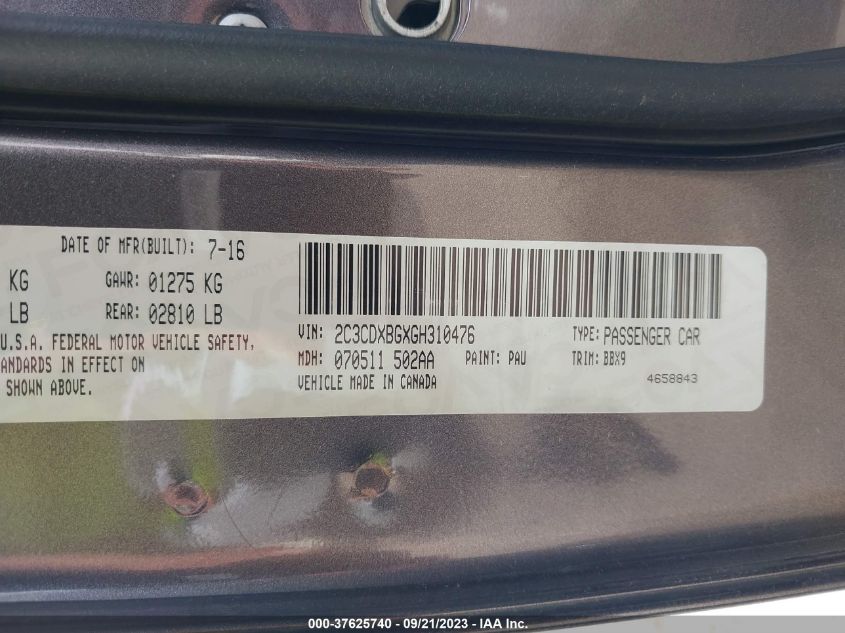 DATE OF MFR(BUILT): 7-16
KG GAWR: 01275 KG
LB REAR: 02810 LB
U.S.A. FEDERAL MOTOR VEHICLE SAFETY,
ANDARDS IN EFFECT ON
SHOWN ABOVE.
VIN: 2C3CDXBGXGH310476 TYPE: PASSENGER CAR
MDH: 070511 502AA PAINT: PAU TRIM: BBX9
VEHICLE MADE IN CANADA 4658843
000-37625740 - 09/21/2023 - IAA Inc.